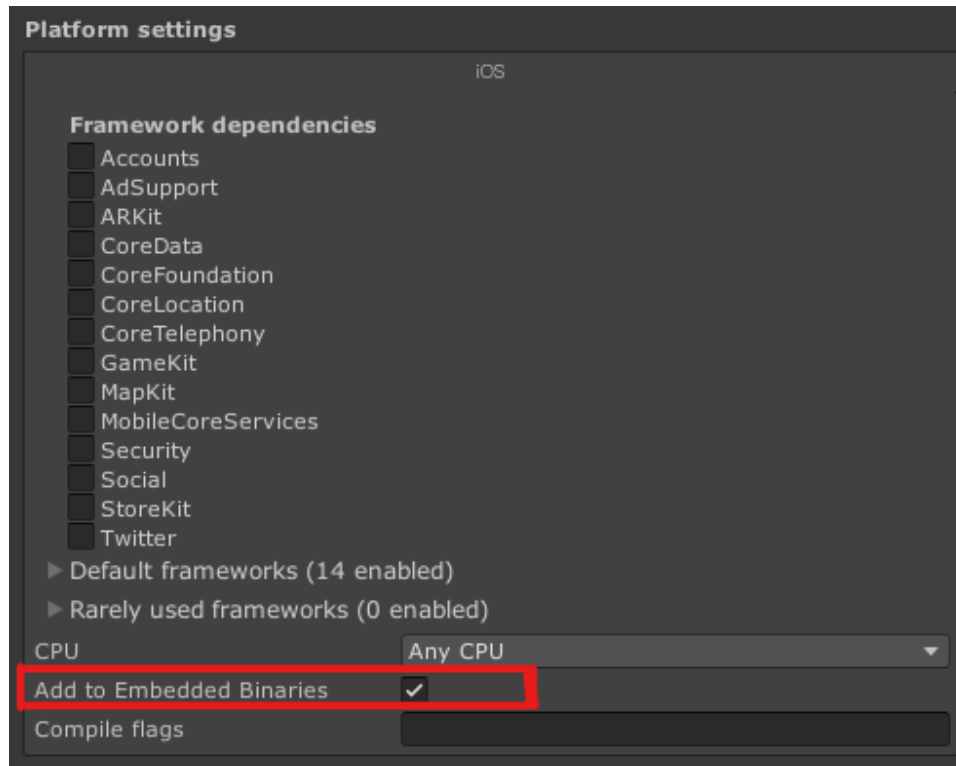 Platform settings
iOS
Framework dependencies
Accounts
AdSupport
ARKit
CoreData
CoreFoundation
CoreLocation
CoreTelephony
GameKit
MapKit
MobileCoreServices
Security
Social
StoreKit
Twitter
Default frameworks (14 enabled)
Rarely used frameworks (0 enabled)
CPU Any CPU
Add to Embedded Binaries
Compile flags